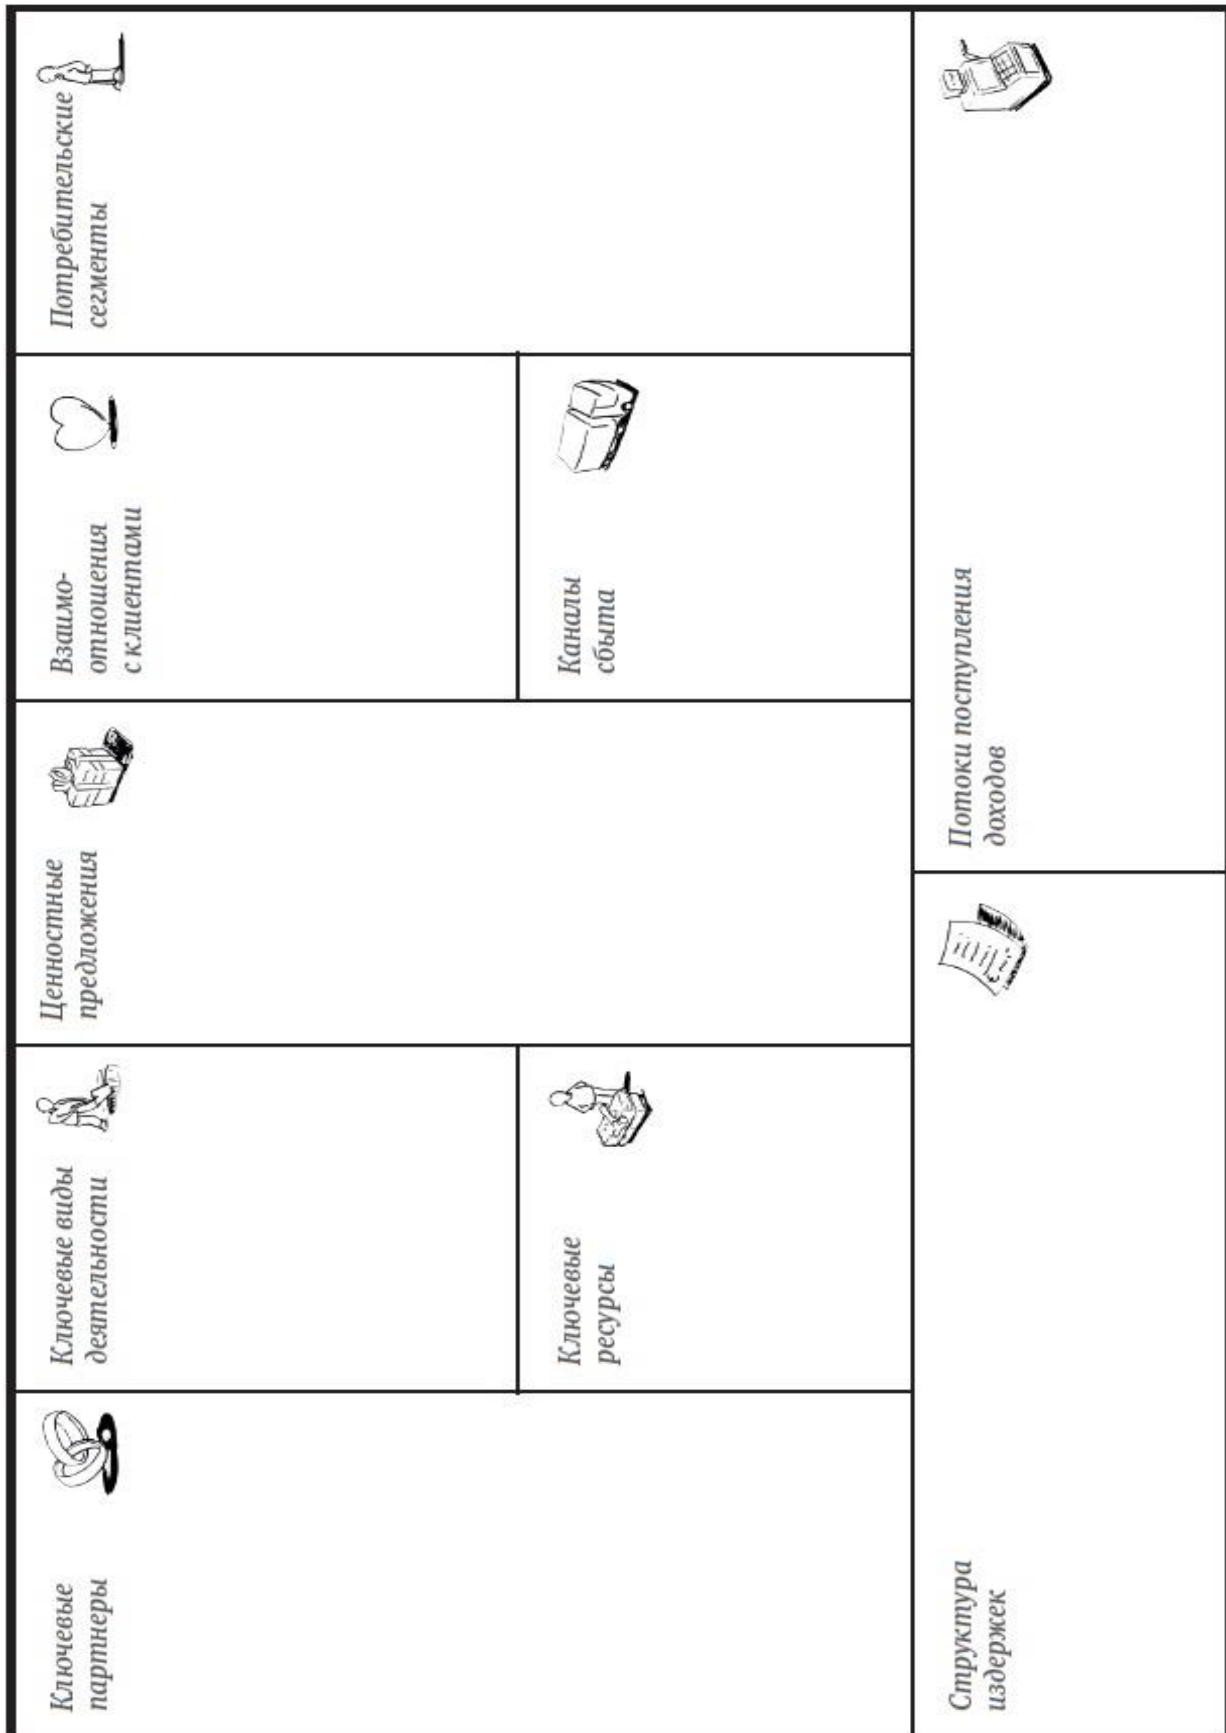 Ключевые
партнеры
Ключевые виды
деятельности
Ключевые
ресурсы
Ценностные
предложения
Взаимо-
отношения
с клиентами
Каналы
сбыта
Потребительские
сегменты
Структура
издержек
Потоки поступления
доходов